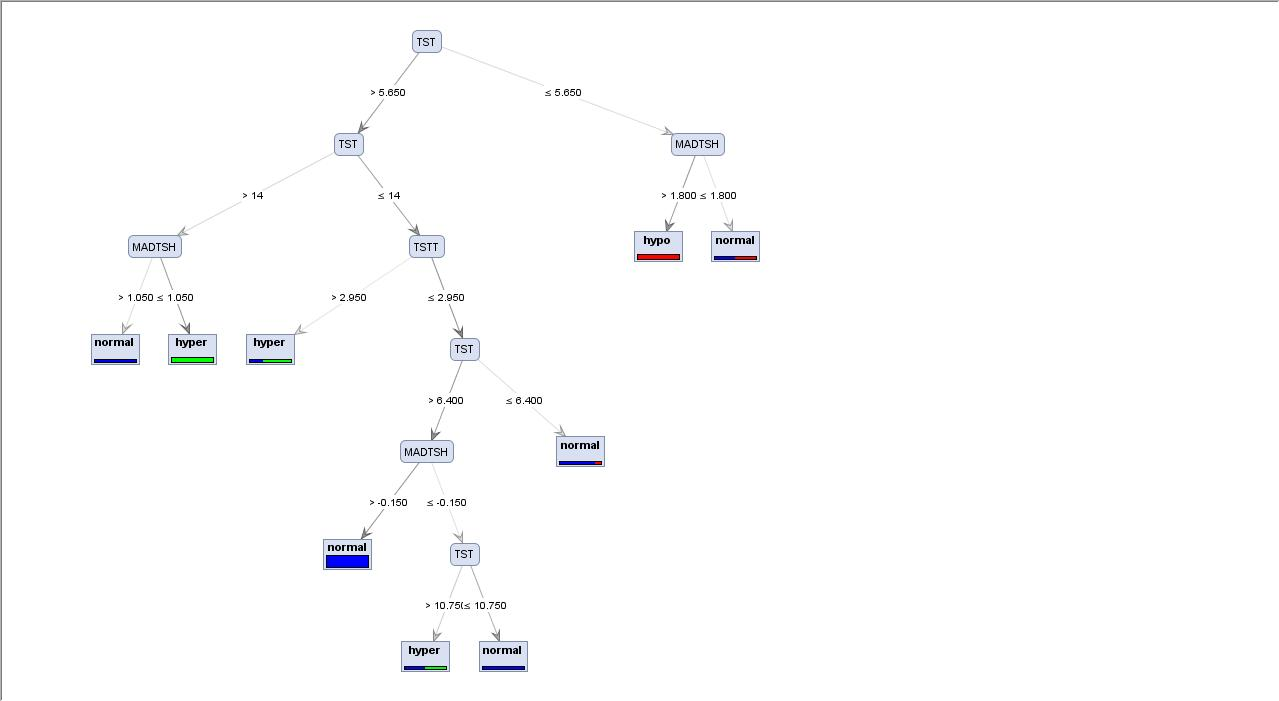 TST
> 5.650
≤ 5.650
TST
MADTSH
> 14
≤ 14
> 1.800
≤ 1.800
MADTSH
TSTT
hypo
normal
> 1.050
≤ 1.050
> 2.950
≤ 2.950
normal
hyper
hyper
TST
> 6.400
≤ 6.400
MADTSH
normal
> -0.150
≤ -0.150
normal
TST
> 10.750
≤ 10.750
hyper
normal